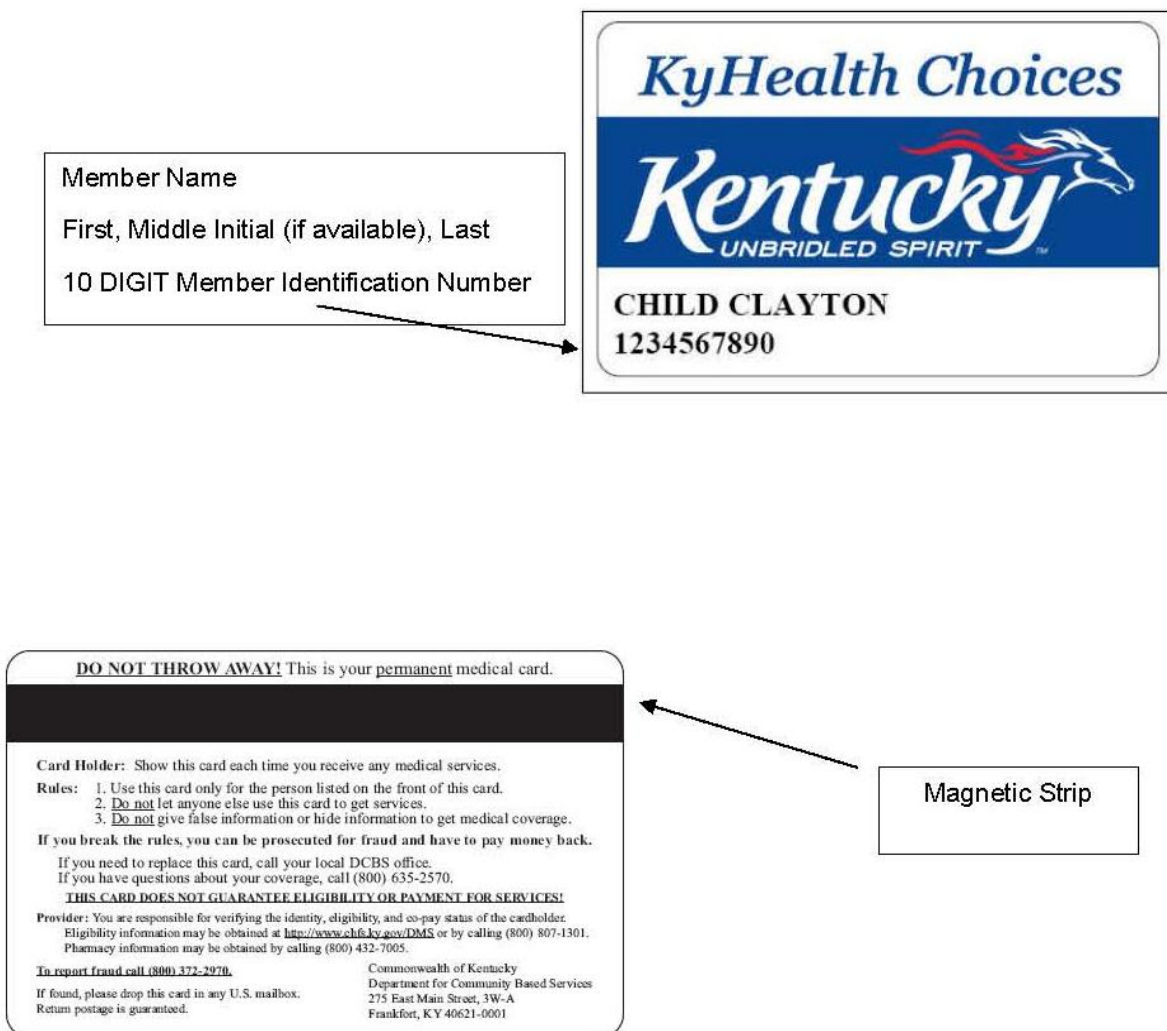 KyHealth Choices
Kentucky
UNBRIDLED SPIRIT™
CHILD CLAYTON
1234567890
Member Name
First, Middle Initial (if available), Last
10 DIGIT Member Identification Number
DO NOT THROW AWAY! This is your permanent medical card.
Card Holder: Show this card each time you receive any medical services.
Rules: 1. Use this card only for the person listed on the front of this card.
2. Do not let anyone else use this card to get services.
3. Do not give false information or hide information to get medical coverage.
If you break the rules, you can be prosecuted for fraud and have to pay money back.
If you need to replace this card, call your local DCBS office.
If you have questions about your coverage, call (800) 635-2570.
THIS CARD DOES NOT GUARANTEE ELIGIBILITY OR PAYMENT FOR SERVICES!
Provider: You are responsible for verifying the identity, eligibility, and co-pay status of the cardholder.
Eligibility information may be obtained at http://www.chfs.ky.gov/DMS or by calling (800) 807-1301.
Pharmacy information may be obtained by calling (800) 432-7005.
To report fraud call (800) 372-2970.
If found, please drop this card in any U.S. mailbox.
Return postage is guaranteed.
Commonwealth of Kentucky
Department for Community Based Services
275 East Main Street, 3W-A
Frankfort, KY 40621-0001
Magnetic Strip